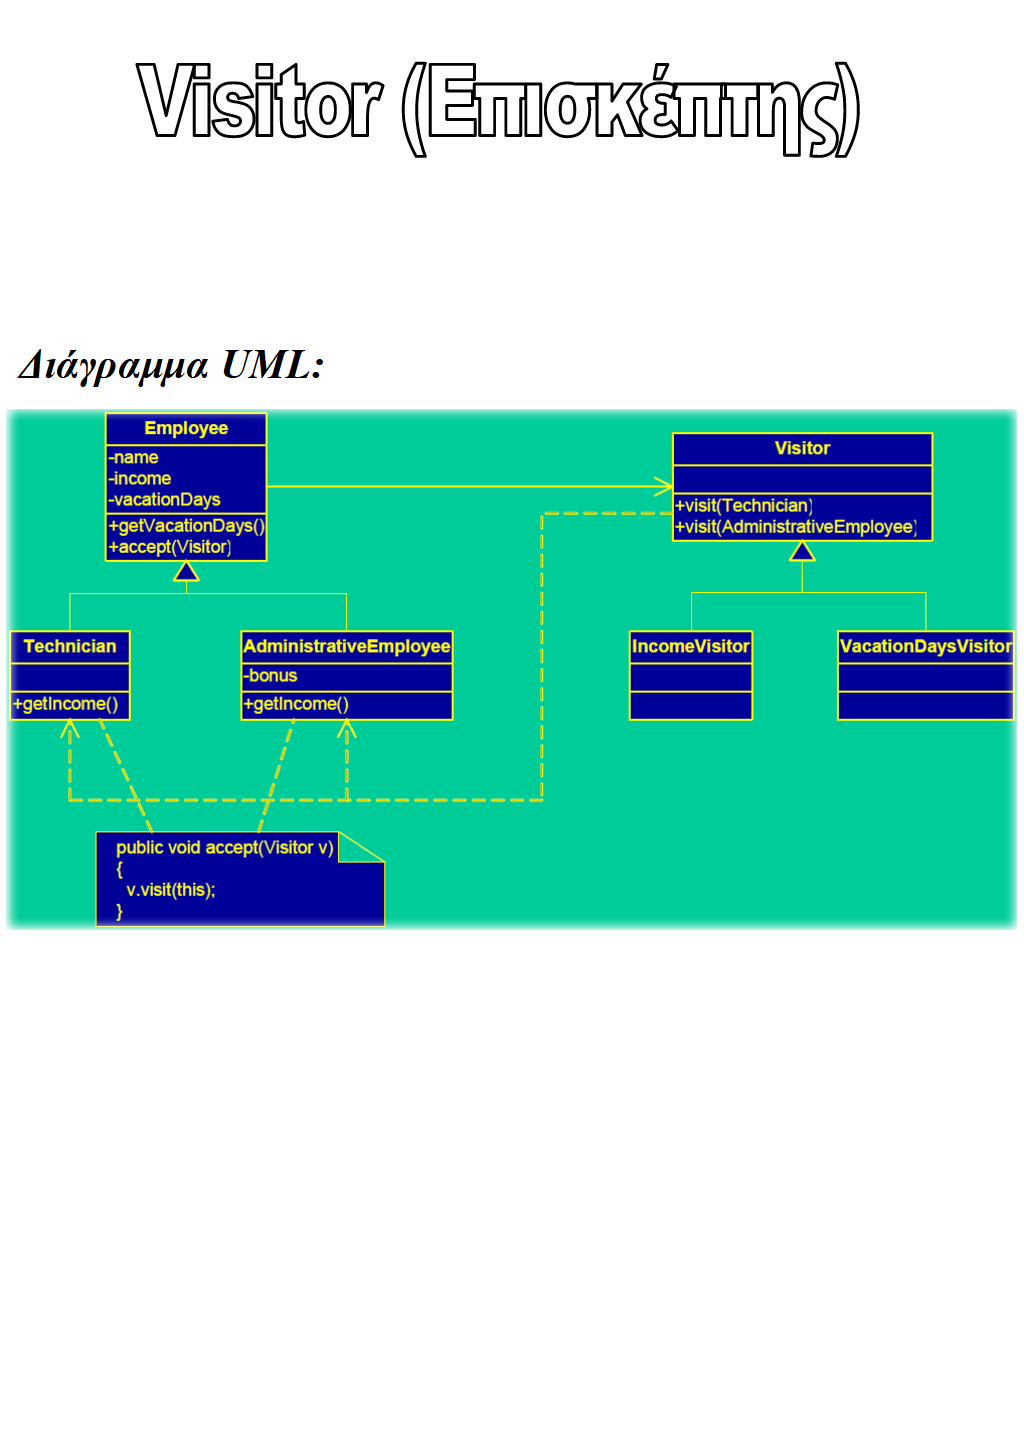 Visitor (Επισκέπτης)
Διάγραμμα UML:
Employee
-name
-income
-vacationDays
+getVacationDays()
+accept(Visitor)
Visitor
+visit(Technician)
+visit(AdministrativeEmployee)
Technician
+getIncome()
AdministrativeEmployee
-bonus
+getIncome()
IncomeVisitor
VacationDaysVisitor
public void accept(Visitor v)
{
v.visit(this);
}